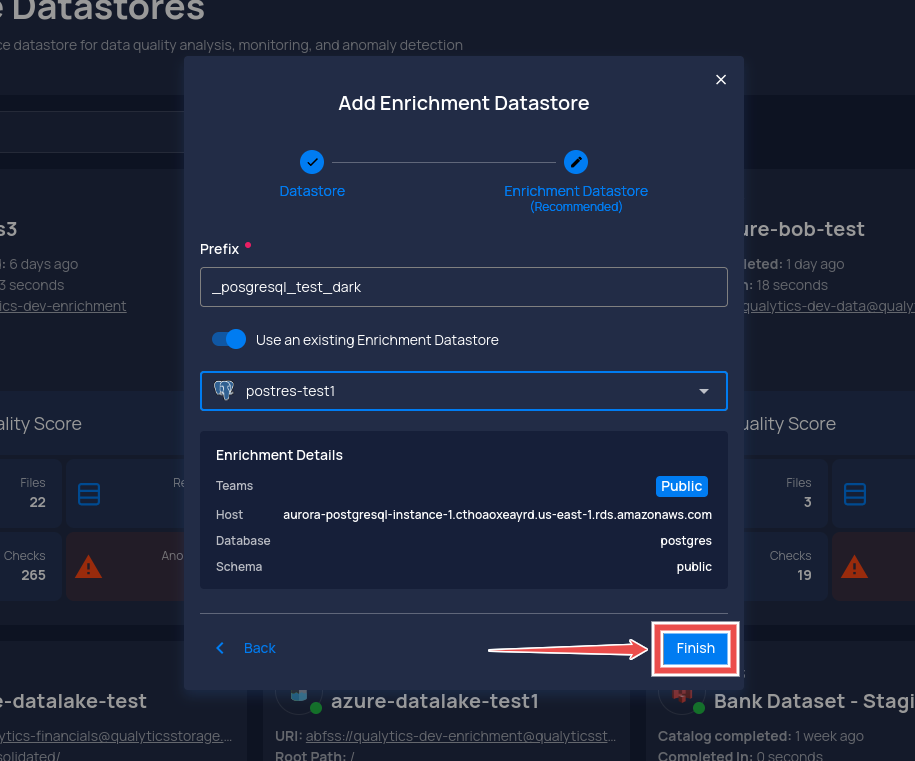 Datastores
ce datastore for data quality analysis, monitoring, and anomaly detection
Add Enrichment Datastore
Datastore
Enrichment Datastore
(Recommended)
s3
6 days ago
3 seconds
ics-dev-enrichment
ure-bob-test
leted: 1 day ago
n: 18 seconds
qualytics-dev-data@qualy
Prefix
_posgresql_test_dark
Use an existing Enrichment Datastore
postres-test1
ality Score
uality Score
Enrichment Details
Teams
Public
Host
aurora-postgresql-instance-1.cthoaoxeayrd.us-east-1.rds.amazonaws.com
Database
postgres
Schema
public
Files
22
Re
Files
3
Checks
265
Ano
Checks
19
Back
Finish
e-datalake-test
azure-datalake-test1
Bank Dataset - Stagi
ytics-financials@qualyticsstorage....
URI: abfss://qualytics-dev-enrichment@qualyticsst...
Catalog completed: 1 week ago
solidated/
Root Path: /
Completed In: 0 seconds